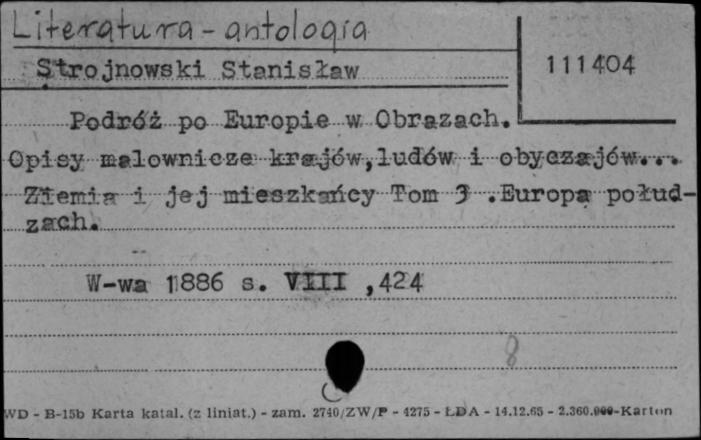 Literatura - antologia
Strojnowski Stanisław
111404
Podróż po Europie w Obrazach.
Opisy malownicze krajów,ludów i obyczajów...
Ziemia i jej mieszkańcy Tom 3 .Europa połud-
zach.
W-wa 1886 s. VIII ,424
8
WD - B-15b Karta katal. (z liniat.) - zam. 2740/ZW/P - 4275 - ŁDA - 14.12.65 - 2.360.000-Karton